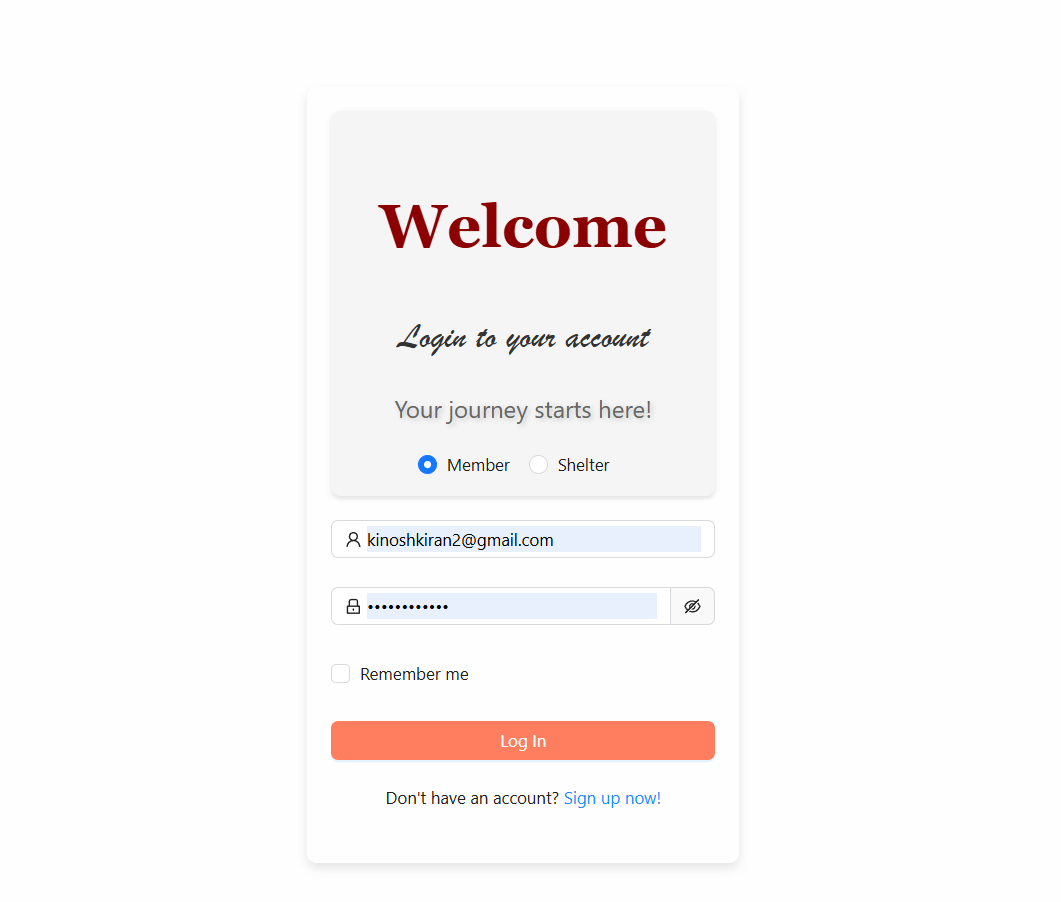 Welcome
Login to your account
Your journey starts here!
Member Shelter
kinoshkiran2@gmail.com
••••••••••••
Remember me
Log In
Don't have an account? Sign up now!